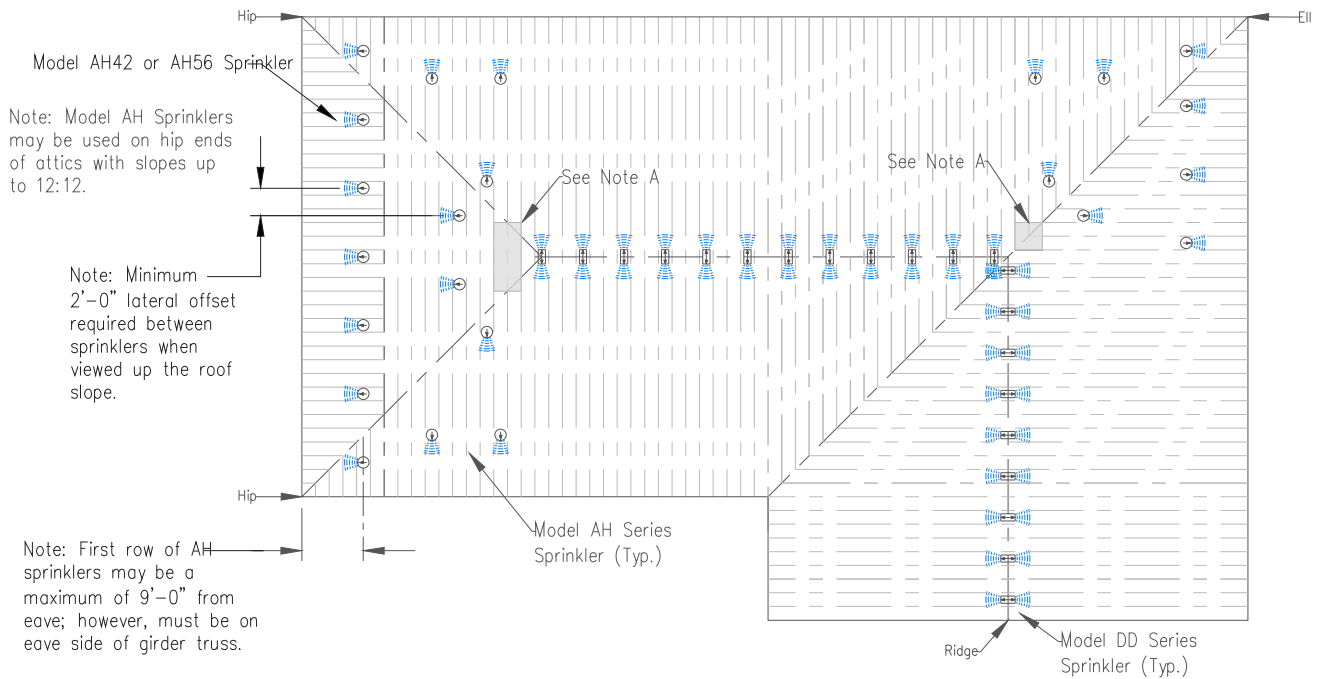 Hip
Ell
Model AH42 or AH56 Sprinkler
Note: Model AH Sprinklers
may be used on hip ends
of attics with slopes up
to 12:12.
See Note A
See Note A
Note: Minimum
2'-0" lateral offset
required between
sprinklers when
viewed up the roof
slope.
Hip
Model AH Series
Sprinkler (Typ.)
Note: First row of AH
sprinklers may be a
maximum of 9'-0" from
eave; however, must be on
eave side of girder truss.
Ridge
Model DD Series
Sprinkler (Typ.)